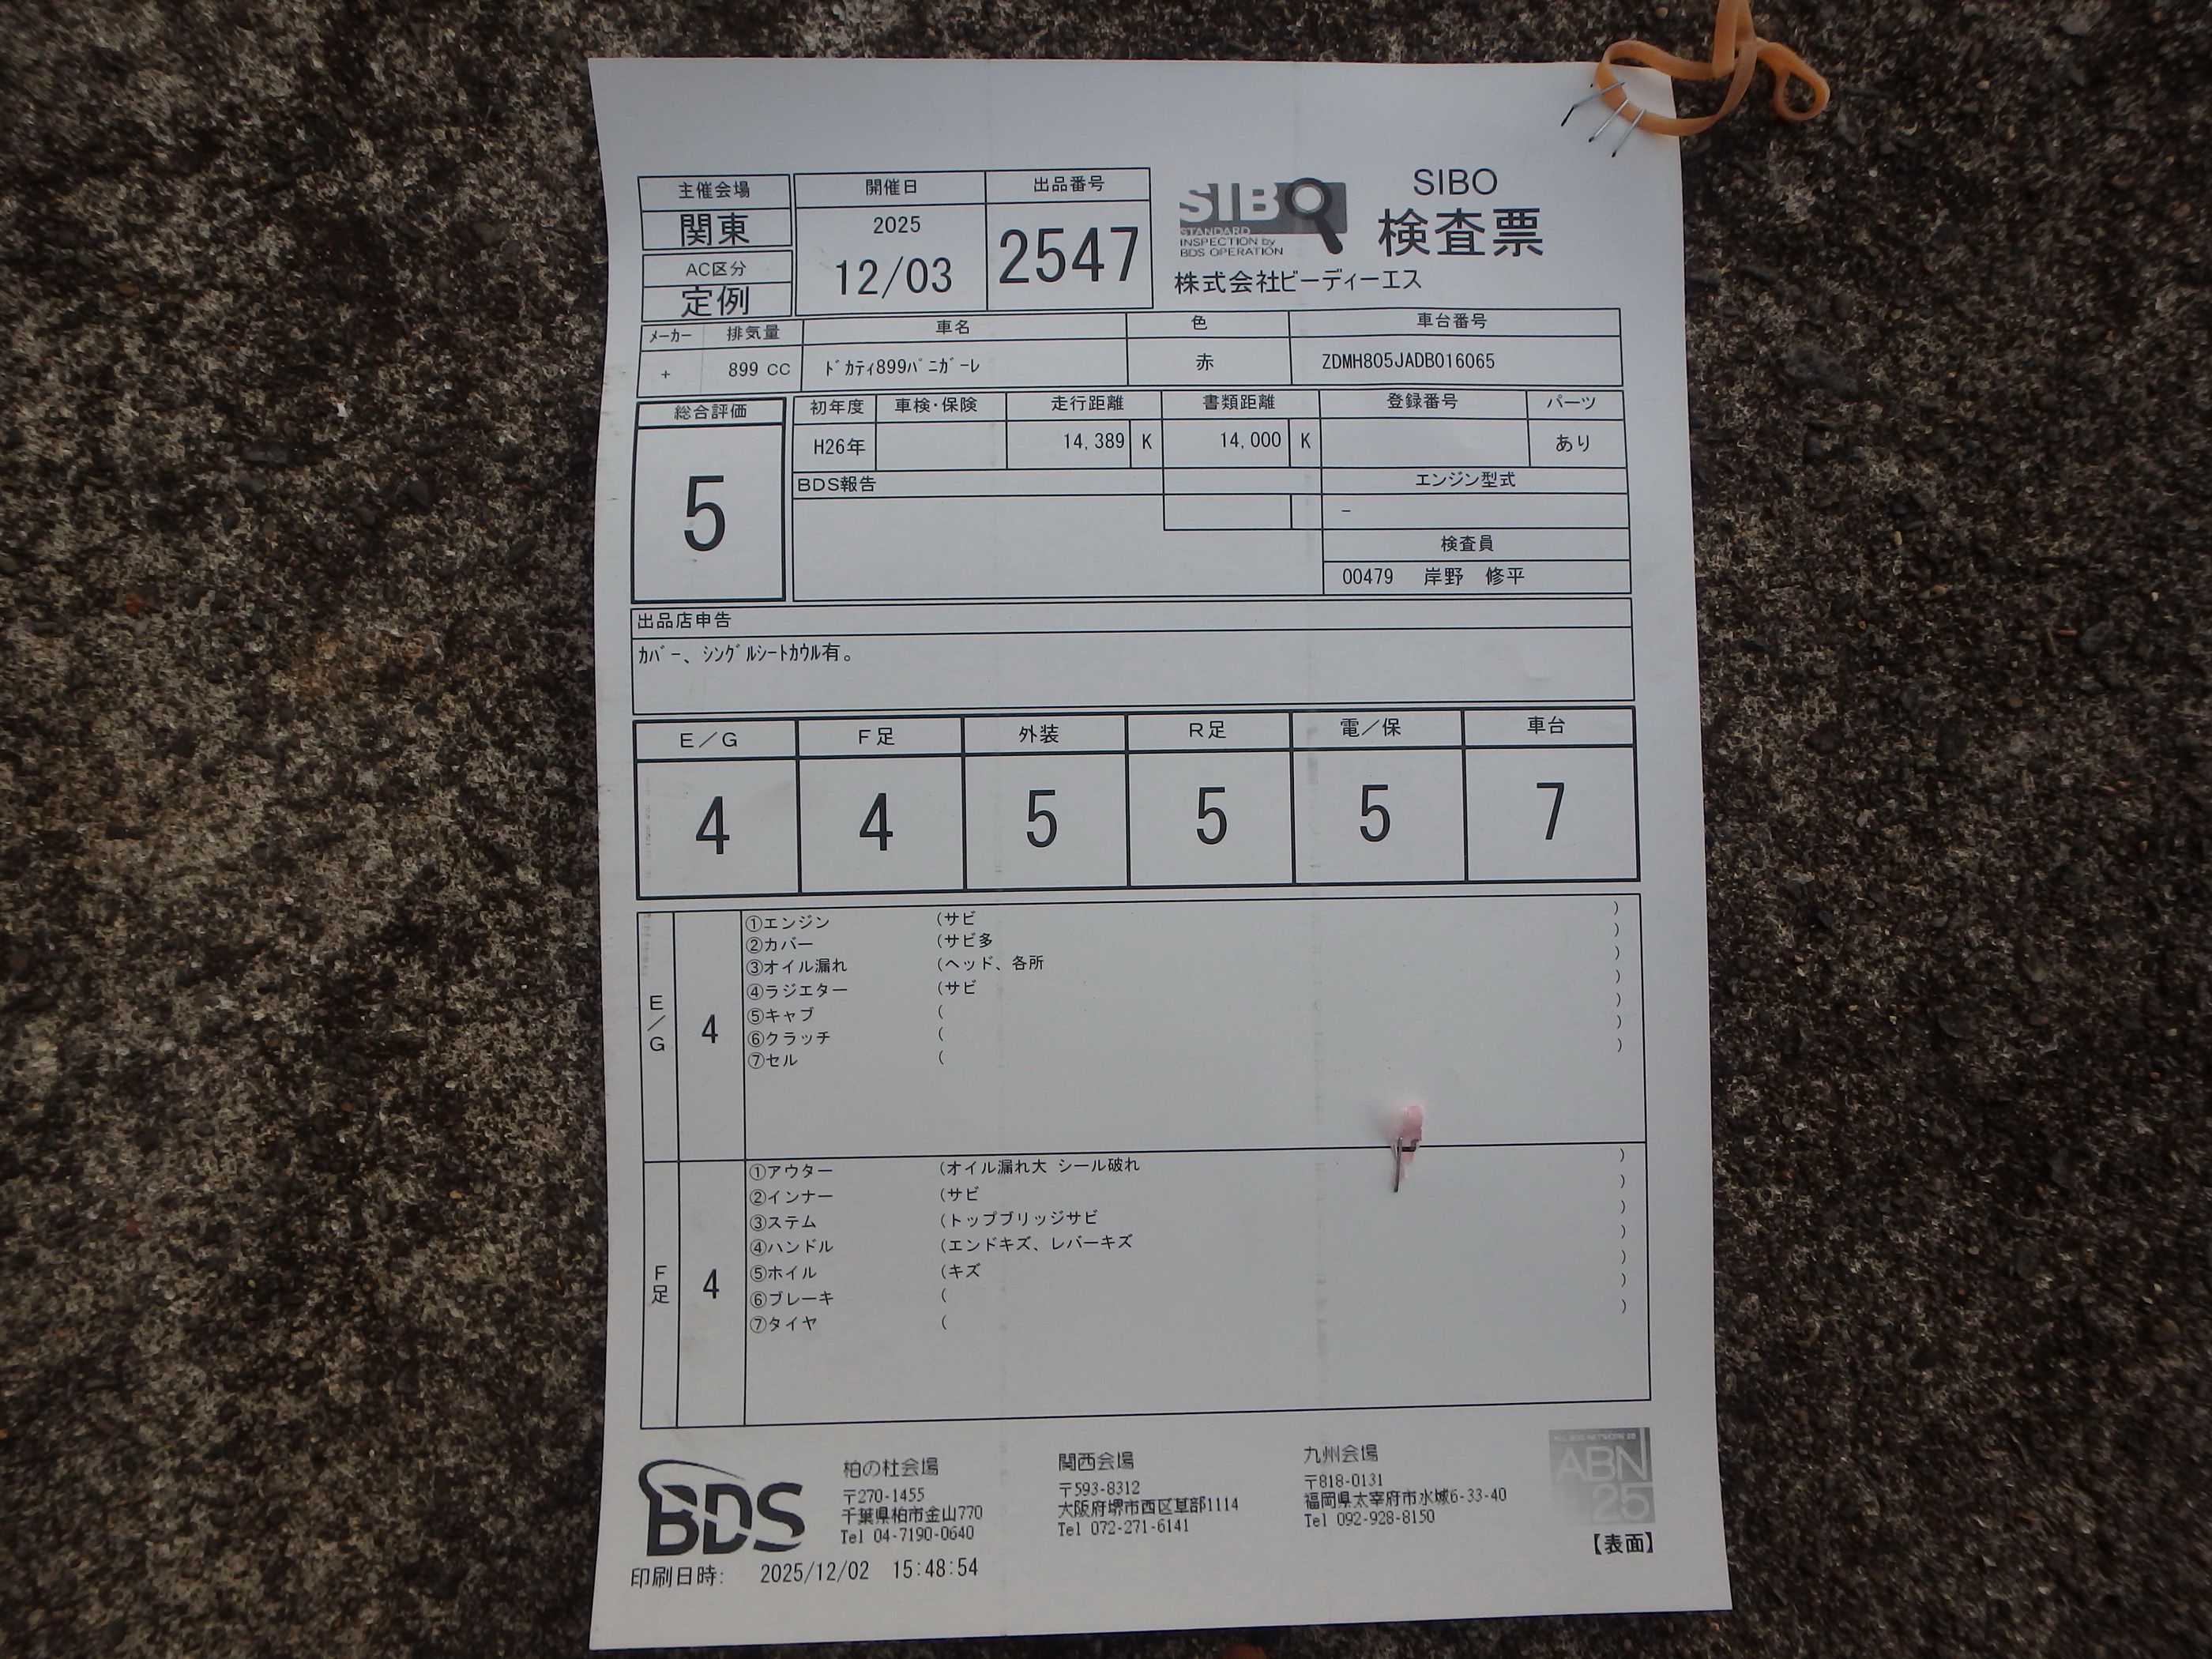 主催会場
関東
AC区分
定例
開催日
2025
12/03
出品番号
2547
SIBO
STANDARD
INSPECTION by
BDS OPERATION
SIBO
検査票
株式会社ビーディーエス
メーカー 排気量 車名 色 車台番号
+ 899 CC ﾄﾞｶﾃｨ899ﾊﾟﾆｶﾞｰﾚ 赤 ZDMH805JADB016065
総合評価
5
初年度 車検・保険 走行距離 書類距離 登録番号 パーツ
H26年 14,389 K 14,000 K あり
BDS報告 エンジン型式
-
検査員
00479 岸野 修平
出品店申告
ｶﾊﾞｰ、ｼﾝｸﾞﾙｼｰﾄｶｳﾙ有。
E／G F足 外装 R足 電／保 車台
4 4 5 5 5 7
E／G 4
①エンジン (サビ )
②カバー (サビ多 )
③オイル漏れ (ヘッド、各所 )
④ラジエター (サビ )
⑤キャブ ( )
⑥クラッチ ( )
⑦セル ( )
F足 4
①アウター (オイル漏れ大 シール破れ )
②インナー (サビ )
③ステム (トップブリッジサビ )
④ハンドル (エンドキズ、レバーキズ )
⑤ホイル (キズ )
⑥ブレーキ ( )
⑦タイヤ ( )
BDS
柏の杜会場
〒270-1455
千葉県柏市金山770
Tel 04-7190-0640
関西会場
〒593-8312
大阪府堺市西区草部1114
Tel 072-271-6141
九州会場
〒818-0131
福岡県太宰府市水城6-33-40
Tel 092-928-8150
ABN
25
【表面】
印刷日時: 2025/12/02 15:48:54